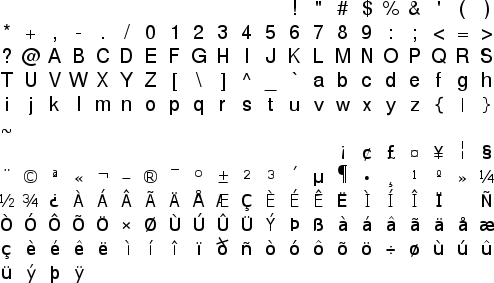 ! " # $ % & ' ( )
* + , - . / 0 1 2 3 4 5 6 7 8 9 : ; < = >
? @ A B C D E F G H I J K L M N O P Q R S
T U V W X Y Z [ \ ] ^ _ ` a b c d e f g h
i j k l m n o p q r s t u v w x y z { | }
~
¡ ¢ £ ¤ ¥ ¦ §
¨ © ª « ¬ – ® ¯ ° ± ² ³ ´ µ ¶ • ¸ ¹ º » ¼
½ ¾ ¿ À Á Â Ã Ä Å Æ Ç È É Ê Ë Ì Í Î Ï Ñ
Ò Ó Ô Õ Ö × Ø Ù Ú Û Ü Ý Þ ß à á â ã ä å æ
ç è é ê ë ì í î ï ð ñ ò ó ô õ ö ÷ ø ù ú û
ü ý þ ÿ